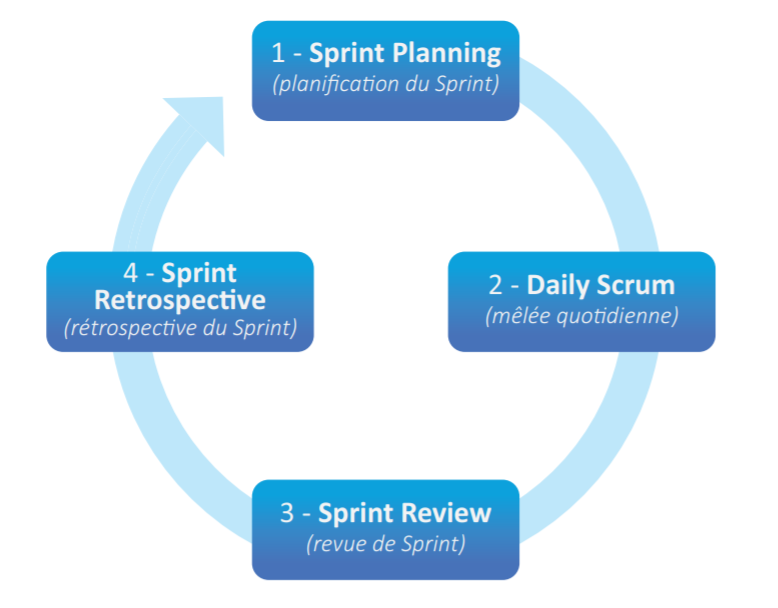 1 - Sprint Planning
(planification du Sprint)
2 - Daily Scrum
(mêlée quotidienne)
3 - Sprint Review
(revue de Sprint)
4 - Sprint
Retrospective
(rétrospective du Sprint)